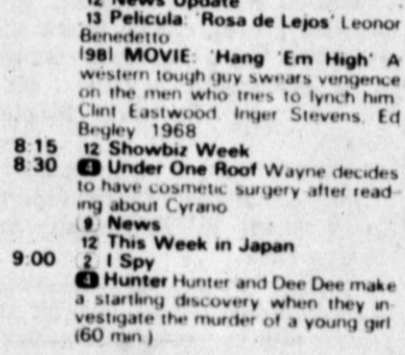 12 News Update
13 Pelicula: 'Rosa de Lejos' Leonor
Benedetto
[98] MOVIE: 'Hang 'Em High' A
western tough guy swears vengence
on the men who tries to lynch him.
Clint Eastwood. Inger Stevens. Ed
Begley 1968
8:15 12 Showbiz Week
8:30 4 Under One Roof Wayne decides
to have cosmetic surgery after read-
ing about Cyrano
9 News
12 This Week in Japan
9:00 2 I Spy
4 Hunter Hunter and Dee Dee make
a startling discovery when they in-
vestigate the murder of a young girl
(60 min.)